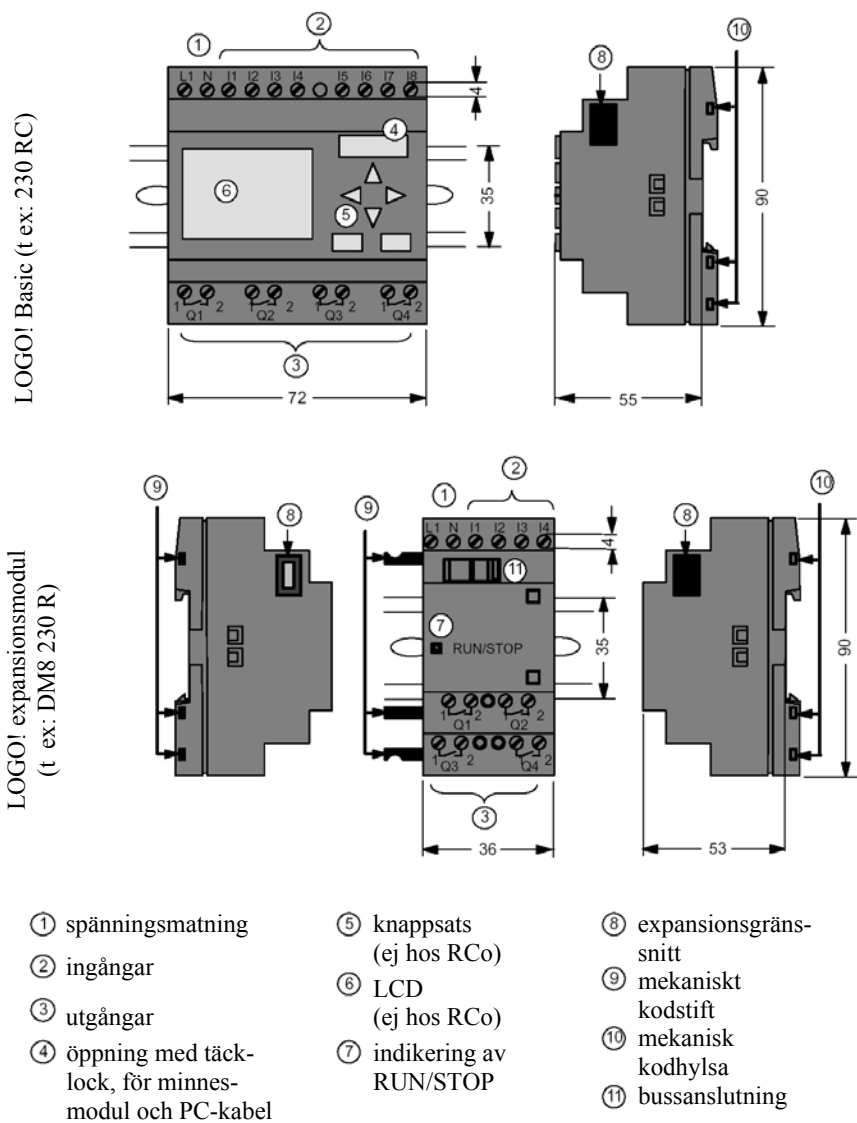 LOGO! Basic (t ex: 230 RC)
① ② ⑧ ⑩
L1 N I1 I2 I3 I4 I5 I6 I7 I8
4
④
⑥
⑤
35
90
1 2 1 2 1 2 1 2
Q1 Q2 Q3 Q4
③
72
55
LOGO! expansionsmodul
(t ex: DM8 230 R)
⑨ ⑧ ⑨ ① ② ⑧ ⑩
L1 N I1 I2 I3 I4
4
⑪
⑦
RUN/STOP
35
90
1 2 1 2
Q1 Q2
1 2 1 2
Q3 Q4
③
36
53
① spänningsmatning
② ingångar
③ utgångar
④ öppning med täck-
lock, för minnes-
modul och PC-kabel
⑤ knappsats
(ej hos RCo)
⑥ LCD
(ej hos RCo)
⑦ indikering av
RUN/STOP
⑧ expansionsgräns-
snitt
⑨ mekaniskt
kodstift
⑩ mekanisk
kodhylsa
⑪ bussanslutning